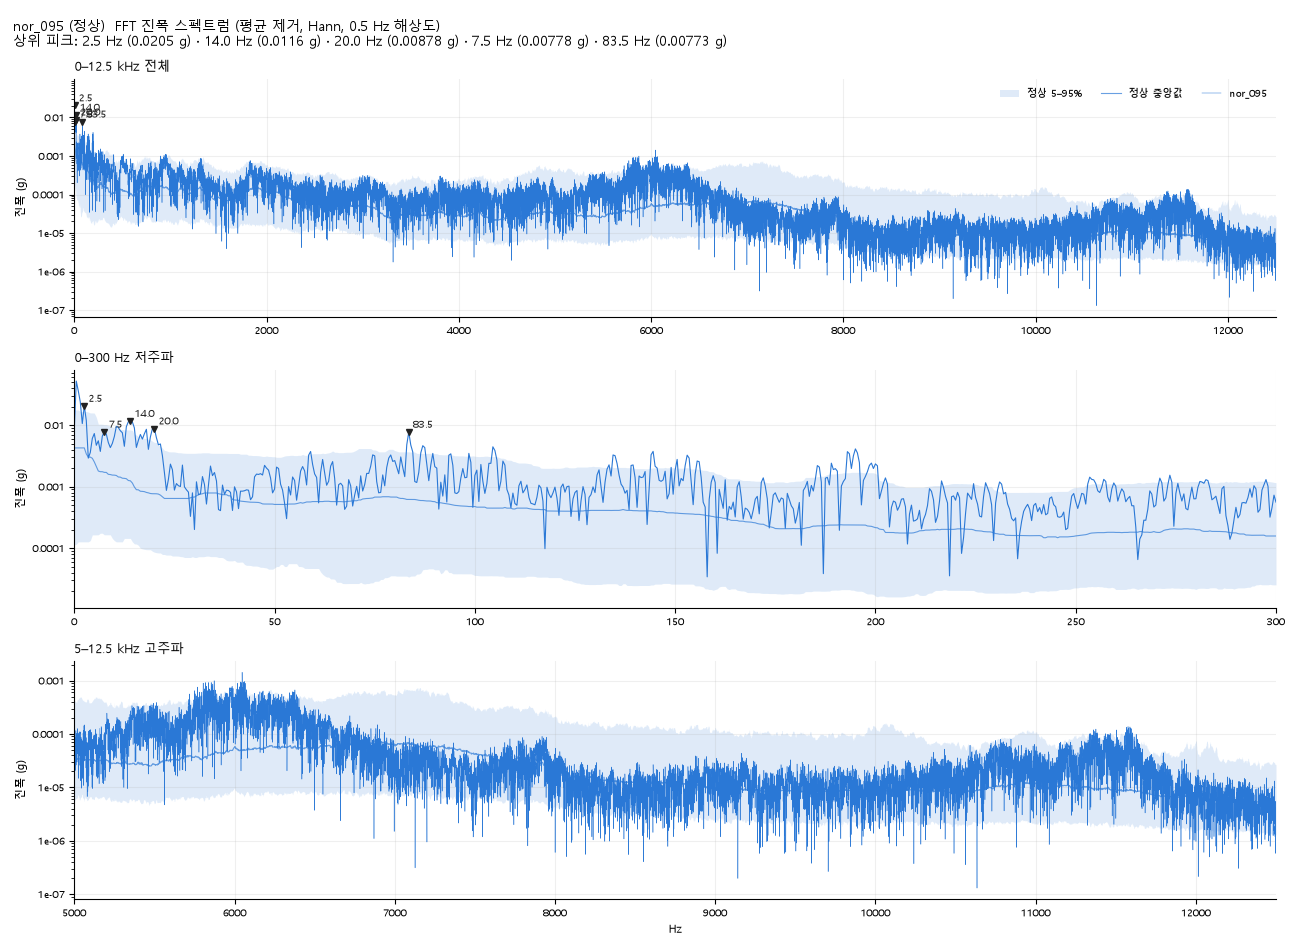 nor_095 (정상)  FFT 진폭 스펙트럼 (평균 제거, Hann, 0.5 Hz 해상도)
상위 피크: 2.5 Hz (0.0205 g) · 14.0 Hz (0.0116 g) · 20.0 Hz (0.00878 g) · 7.5 Hz (0.00778 g) · 83.5 Hz (0.00773 g)
0–12.5 kHz 전체
정상 5–95% 정상 중앙값 nor_095
2.5
14.0
83.5
진폭 (g)
0.01
0.001
0.0001
1e-05
1e-06
1e-07
0 2000 4000 6000 8000 10000 12000
0–300 Hz 저주파
2.5 7.5 14.0 20.0 83.5
진폭 (g)
0.01
0.001
0.0001
0 50 100 150 200 250 300
5–12.5 kHz 고주파
진폭 (g)
0.001
0.0001
1e-05
1e-06
1e-07
5000 6000 7000 8000 9000 10000 11000 12000
Hz